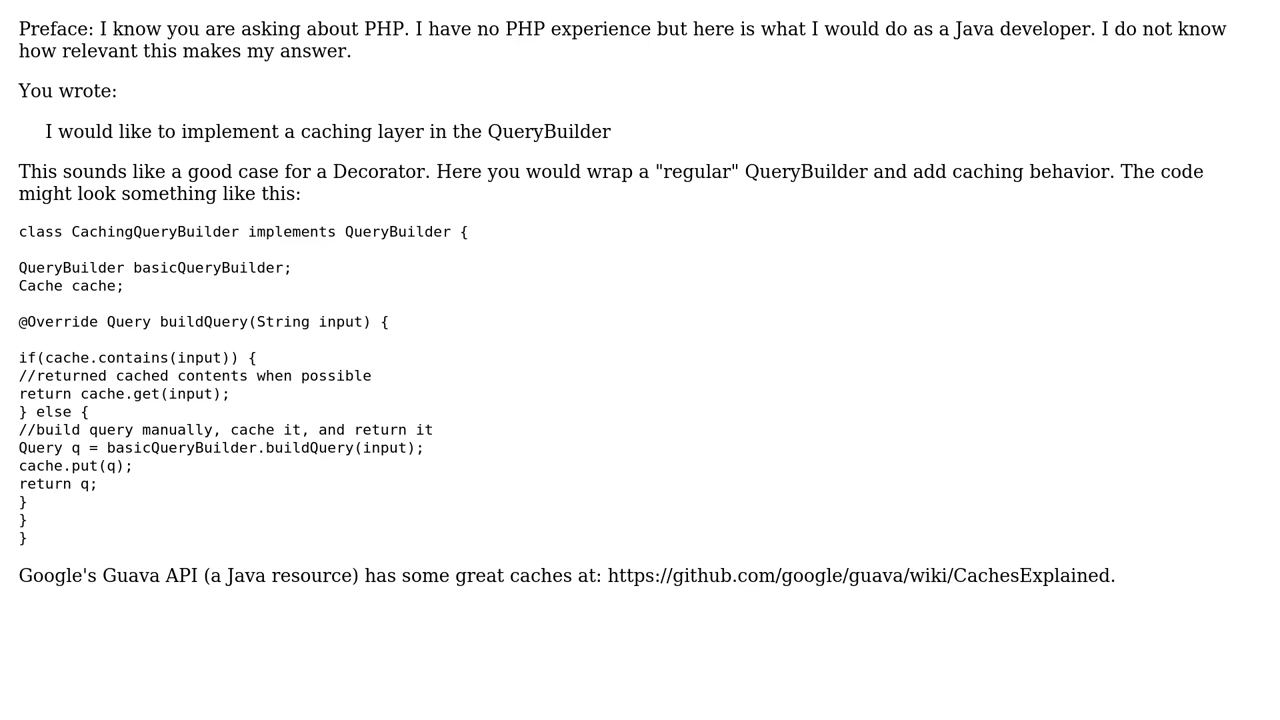 Preface: I know you are asking about PHP. I have no PHP experience but here is what I would do as a Java developer. I do not know
how relevant this makes my answer.
You wrote:
I would like to implement a caching layer in the QueryBuilder
This sounds like a good case for a Decorator. Here you would wrap a "regular" QueryBuilder and add caching behavior. The code
might look something like this:
class CachingQueryBuilder implements QueryBuilder {
QueryBuilder basicQueryBuilder;
Cache cache;
@Override Query buildQuery(String input) {
if(cache.contains(input)) {
//returned cached contents when possible
return cache.get(input);
} else {
//build query manually, cache it, and return it
Query q = basicQueryBuilder.buildQuery(input);
cache.put(q);
return q;
}
}
}
Google's Guava API (a Java resource) has some great caches at: https://github.com/google/guava/wiki/CachesExplained.